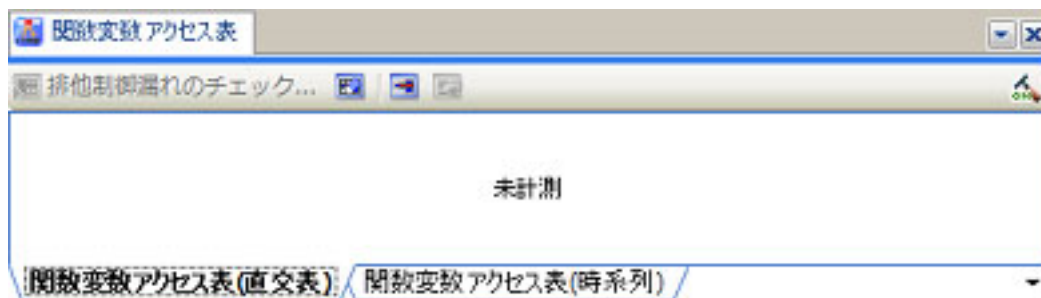 関数変数アクセス表
排他制御漏れのチェック...
未計測
関数変数アクセス表(直交表) 関数変数アクセス表(時系列)